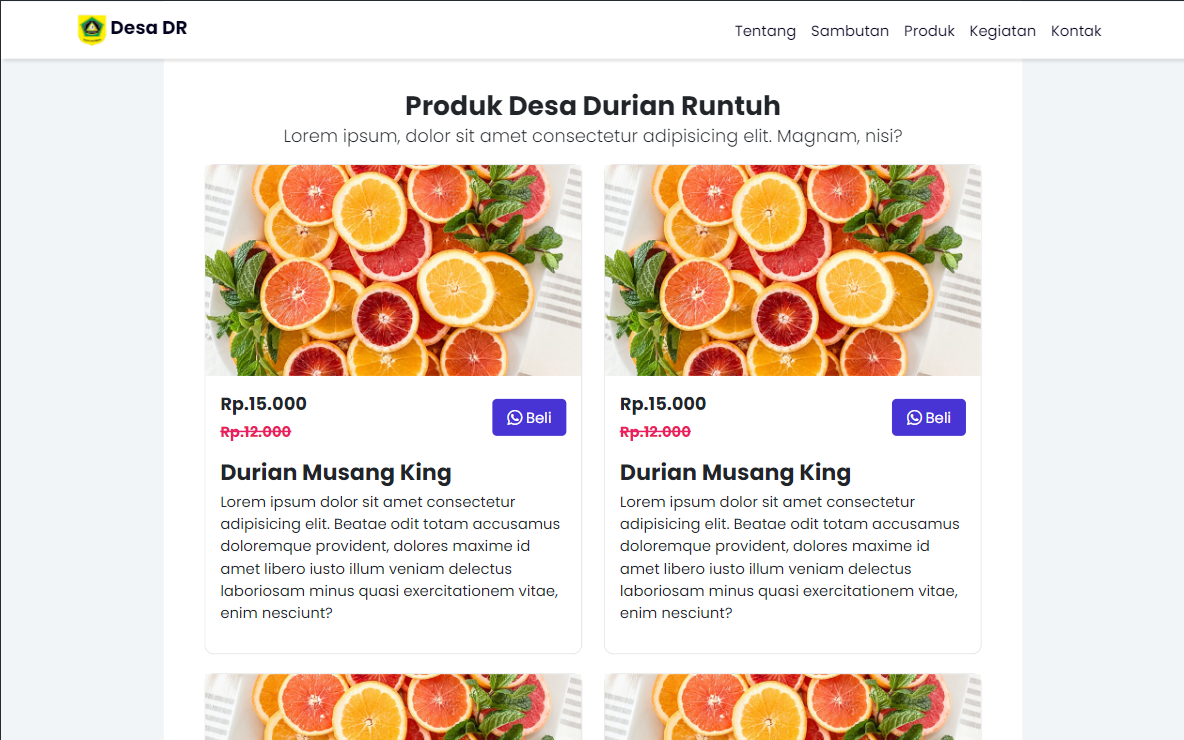 Desa DR
Tentang Sambutan Produk Kegiatan Kontak
Produk Desa Durian Runtuh
Lorem ipsum, dolor sit amet consectetur adipisicing elit. Magnam, nisi?
Rp.15.000
Rp.12.000
Beli
Durian Musang King
Lorem ipsum dolor sit amet consectetur
adipisicing elit. Beatae odit totam accusamus
doloremque provident, dolores maxime id
amet libero iusto illum veniam delectus
laboriosam minus quasi exercitationem vitae,
enim nesciunt?
Rp.15.000
Rp.12.000
Beli
Durian Musang King
Lorem ipsum dolor sit amet consectetur
adipisicing elit. Beatae odit totam accusamus
doloremque provident, dolores maxime id
amet libero iusto illum veniam delectus
laboriosam minus quasi exercitationem vitae,
enim nesciunt?